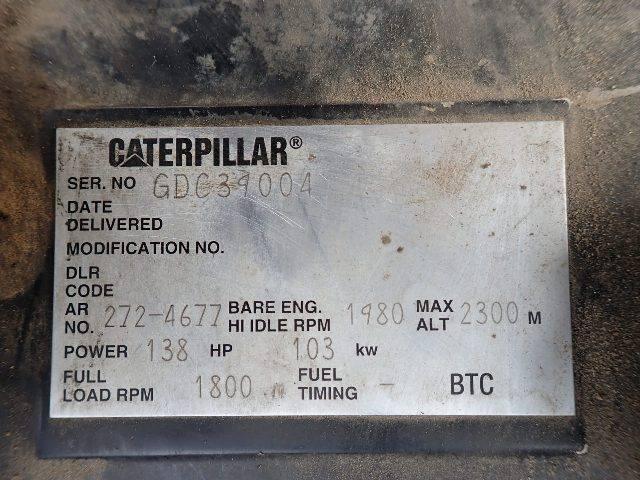 CATERPILLAR®
SER. NO GDC39004
DATE
DELIVERED
MODIFICATION NO.
DLR
CODE
AR
NO. 272-4677 BARE ENG.
HI IDLE RPM 1980 MAX
ALT 2300 M
POWER 138 HP 103 kw
FULL
LOAD RPM 1800 FUEL
TIMING - BTC